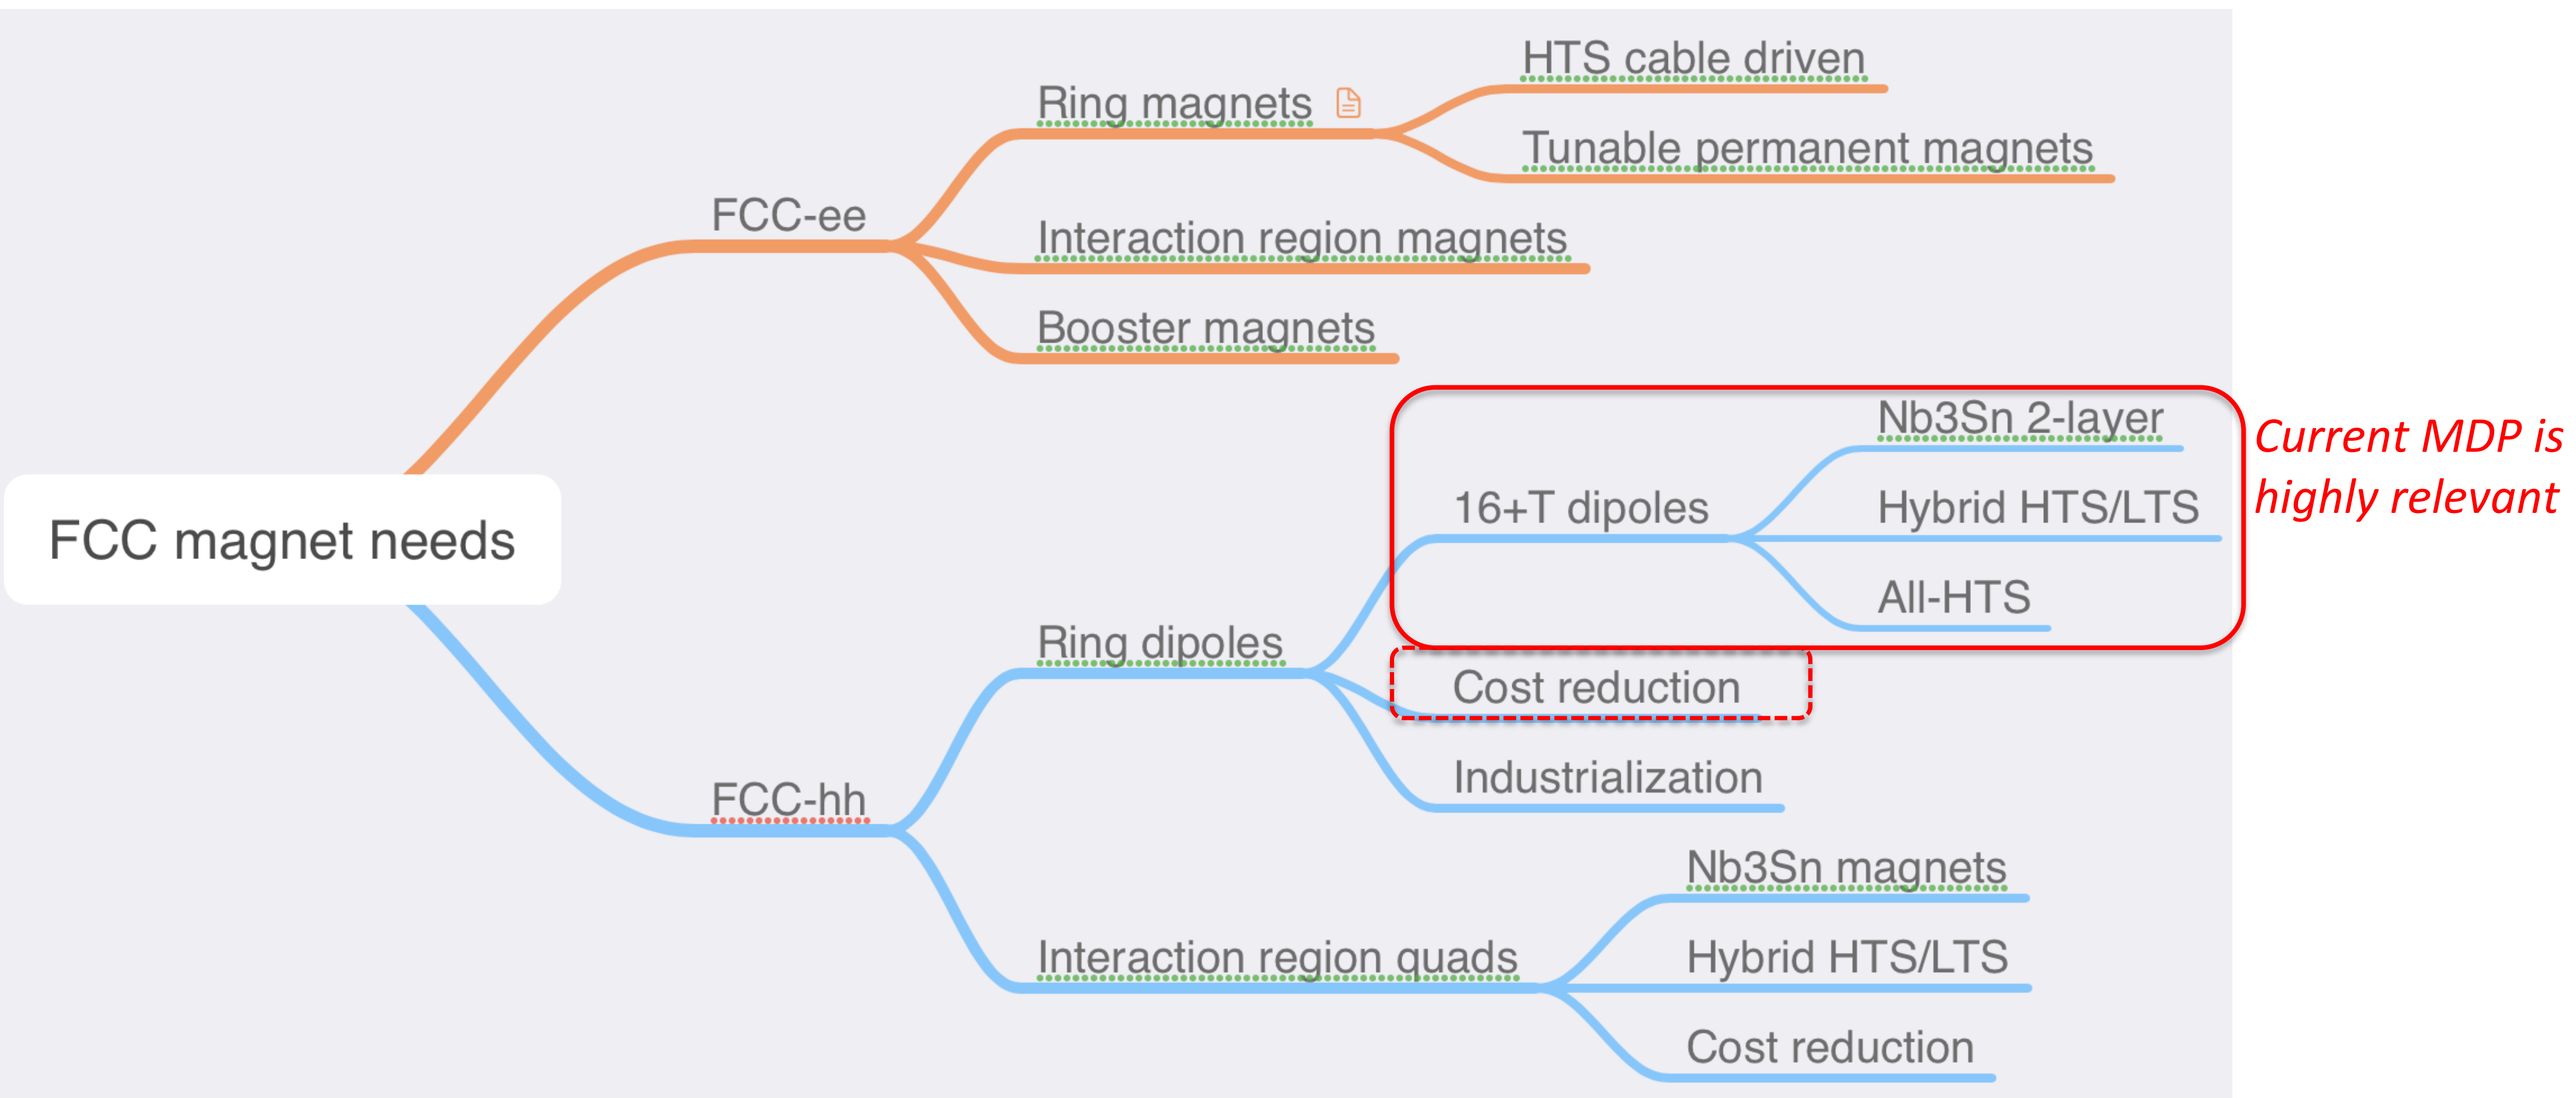 HTS cable driven
Ring magnets
Tunable permanent magnets
FCC-ee
Interaction region magnets
Booster magnets
Nb3Sn 2-layer
Current MDP is
highly relevant
16+T dipoles
Hybrid HTS/LTS
FCC magnet needs
All-HTS
Ring dipoles
Cost reduction
Industrialization
FCC-hh
Nb3Sn magnets
Interaction region quads
Hybrid HTS/LTS
Cost reduction